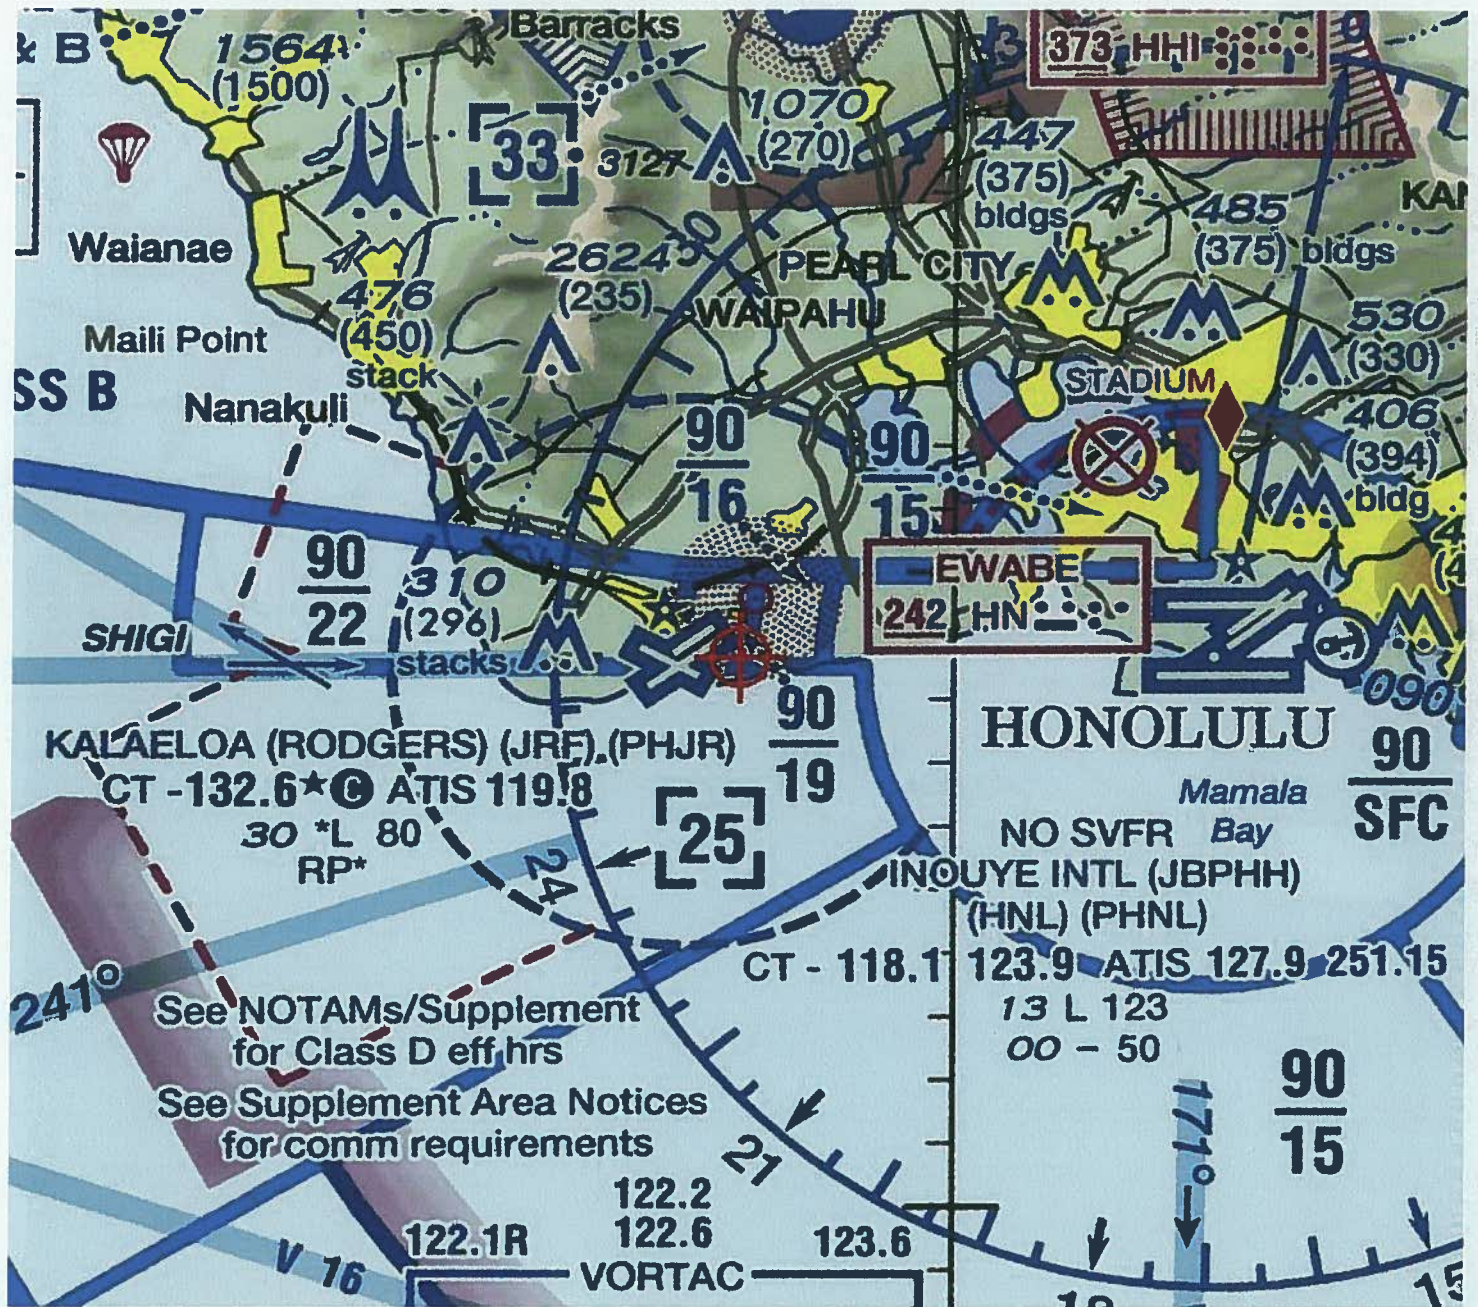 Barracks
& B
1564
(1500)
373 HHI
33
3127
1070
(270)
447
(375)
bldgs
KAN
485
(375) bldgs
Waianae
2624
(235)
30
PEARL CITY
476
(450)
stack
WAIPAHU
530
(330)
Maili Point
SS B
Nanakuli
STADIUM
406
(394)
bldg
90
16
90
15
90
22
310
(296)
stacks
EWABE
242 HN
SHIGI
090
KALAELOA (RODGERS) (JRF) (PHJR)
CT - 132.6 ★ C ATIS 119.8
30 *L 80
RP*
90
19
HONOLULU
90
SFC
Mamala
Bay
25
24
NO SVFR
INOUYE INTL (JBPHH)
(HNL) (PHNL)
CT - 118.1 123.9 ATIS 127.9 251.15
13 L 123
00 - 50
241°
See NOTAMs/Supplement
for Class D eff hrs
See Supplement Area Notices
for comm requirements
90
15
171°
21
122.2
122.1R 122.6 123.6
VORTAC
V 16
15